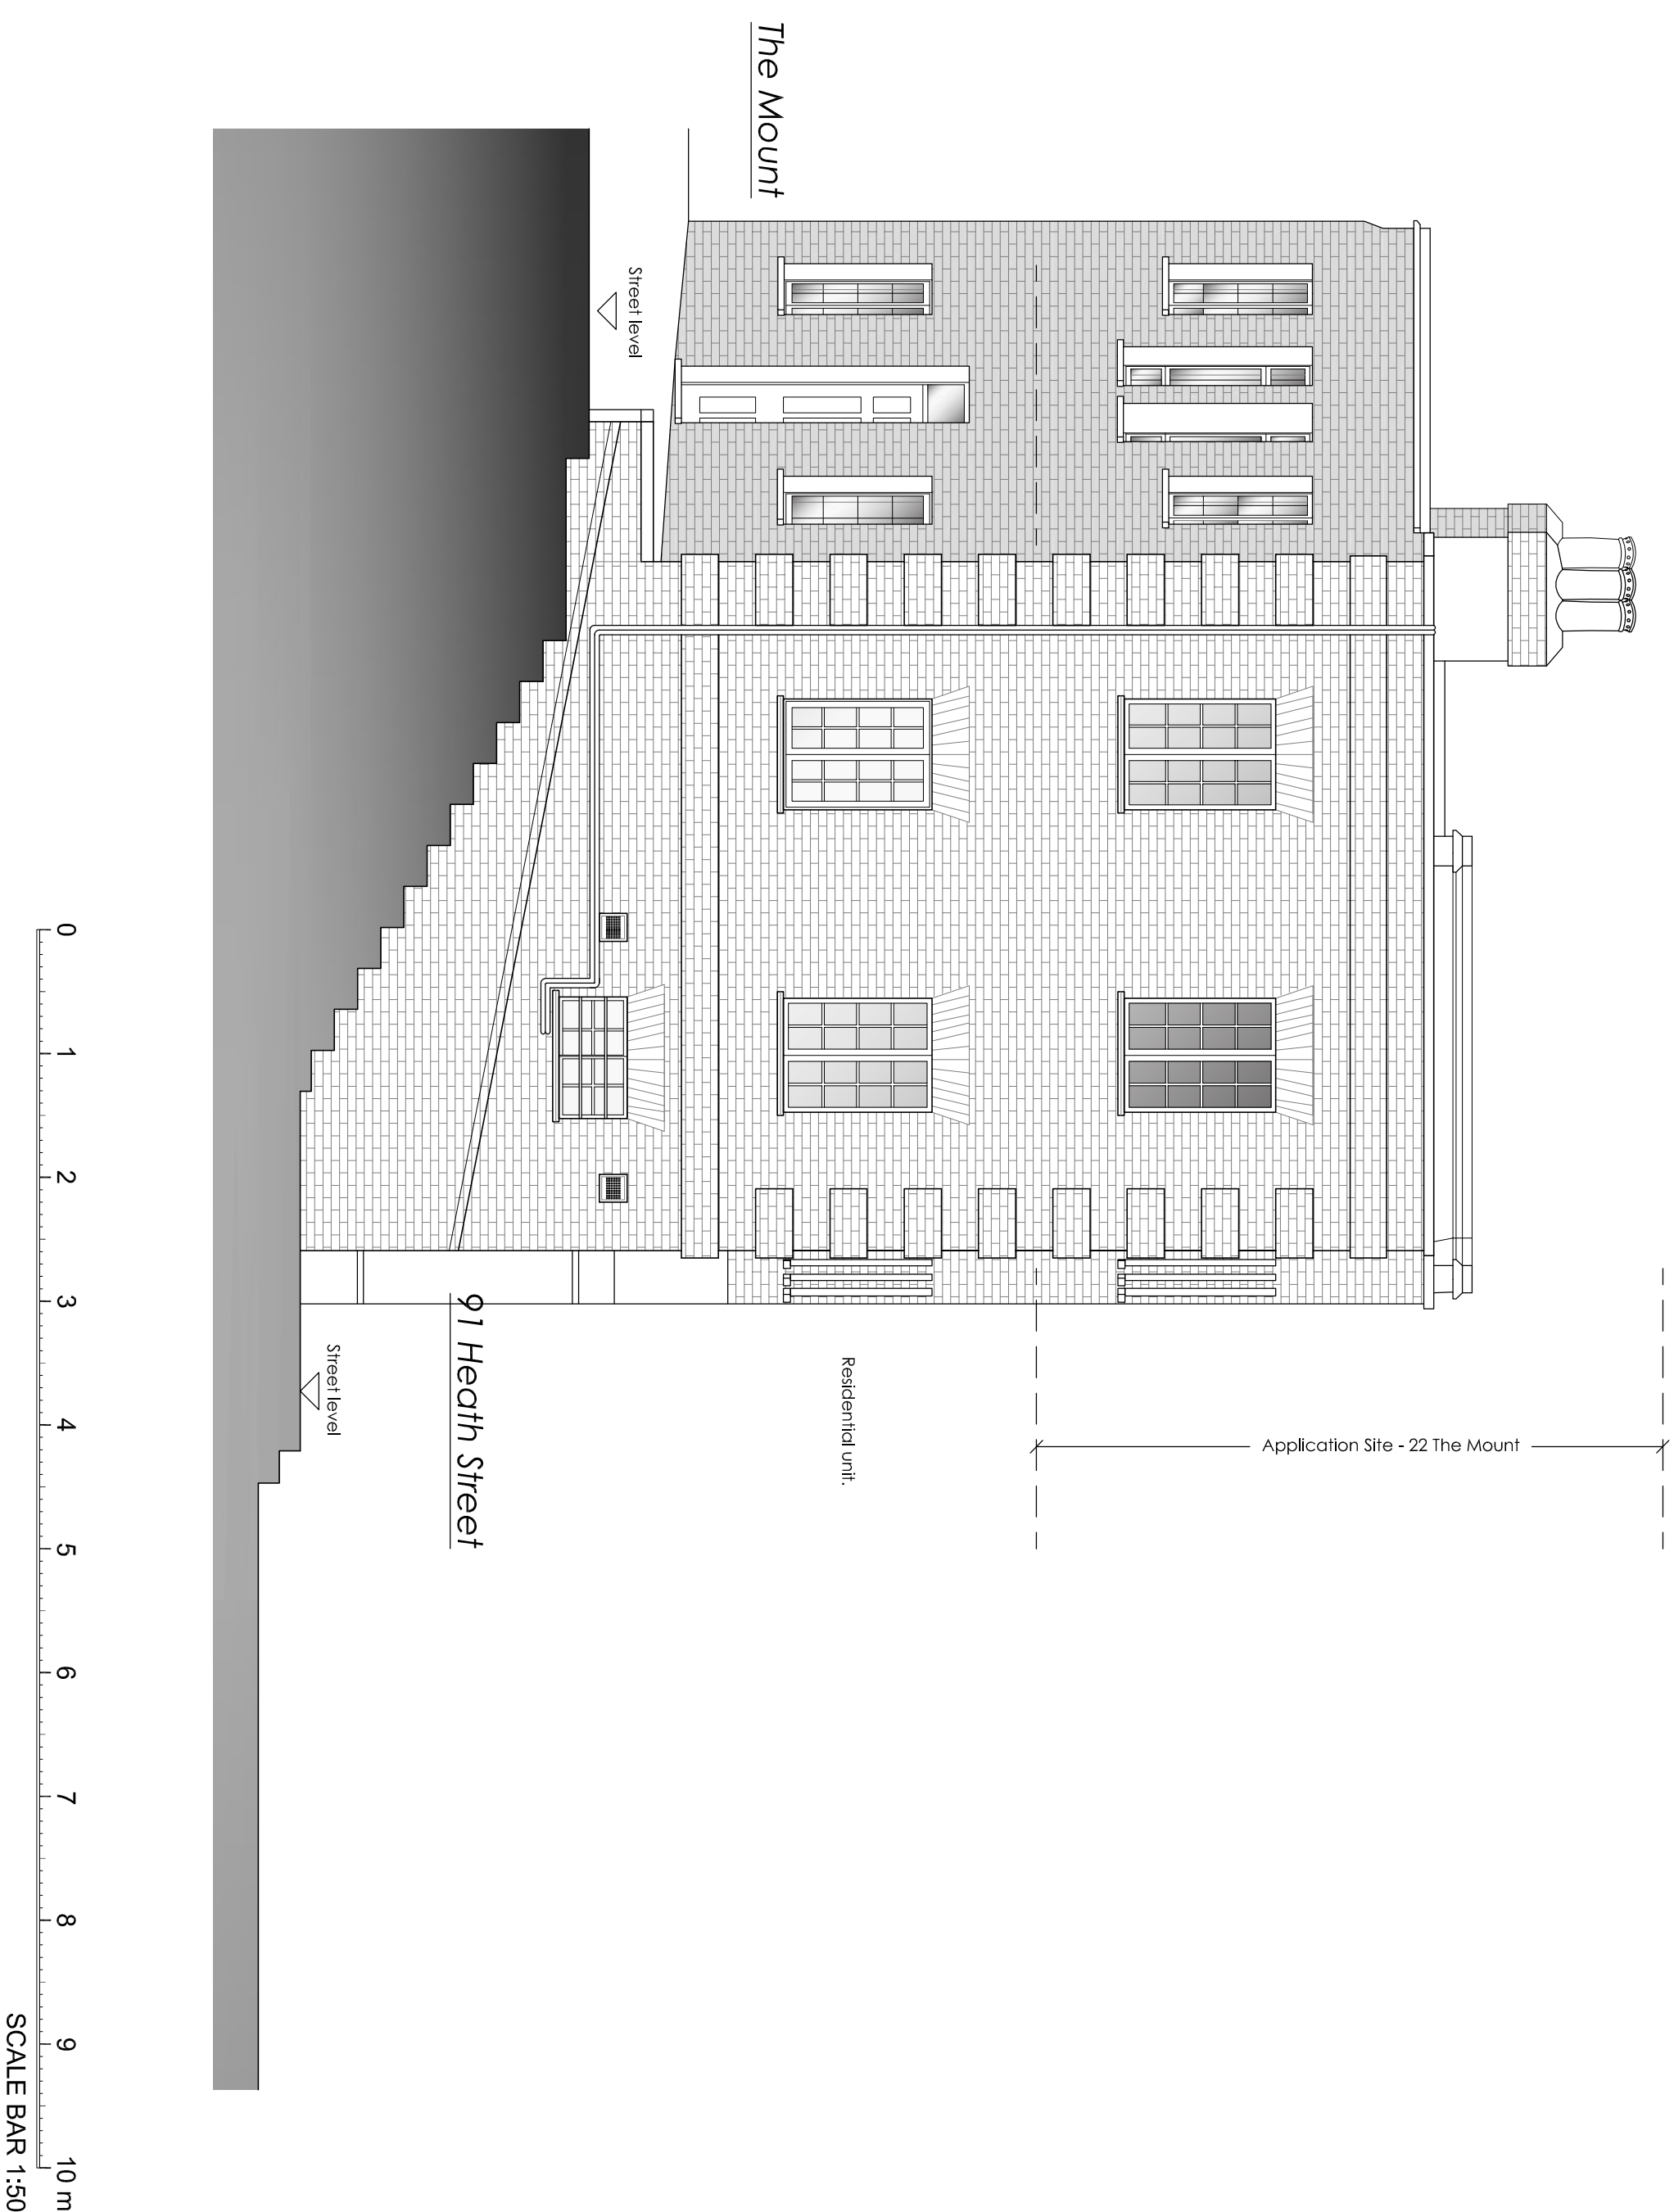 The Mount
Street level
Application Site - 22 The Mount
Residential unit.
91 Heath Street
Street level
0 1 2 3 4 5 6 7 8 9 10 m
SCALE BAR 1:50